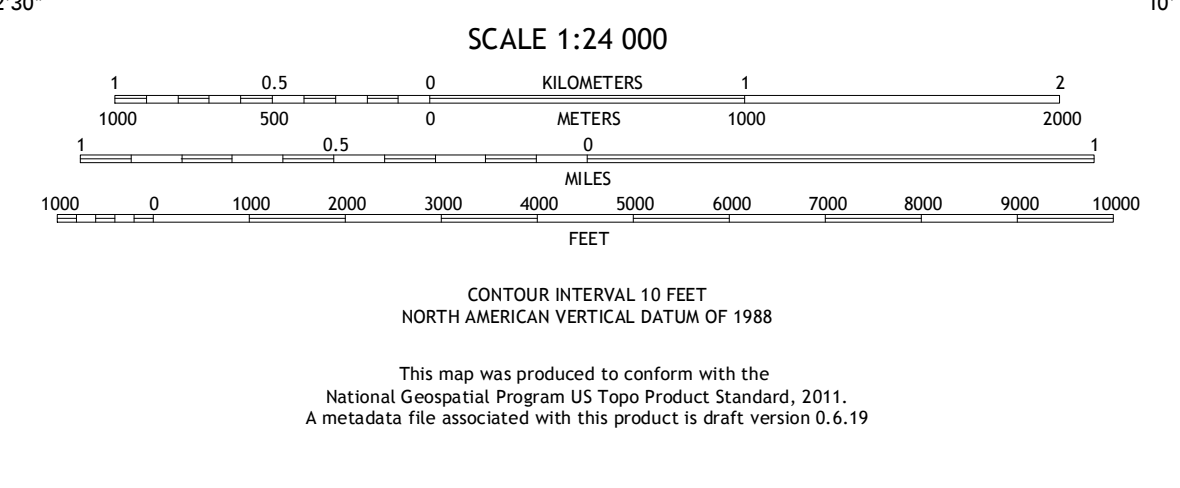 2'30"
10'
SCALE 1:24 000
1 0.5 0 KILOMETERS 1 2
1000 500 0 METERS 1000 2000
1 0.5 0 1
MILES
1000 0 1000 2000 3000 4000 5000 6000 7000 8000 9000 10000
FEET
CONTOUR INTERVAL 10 FEET
NORTH AMERICAN VERTICAL DATUM OF 1988
This map was produced to conform with the
National Geospatial Program US Topo Product Standard, 2011.
A metadata file associated with this product is draft version 0.6.19